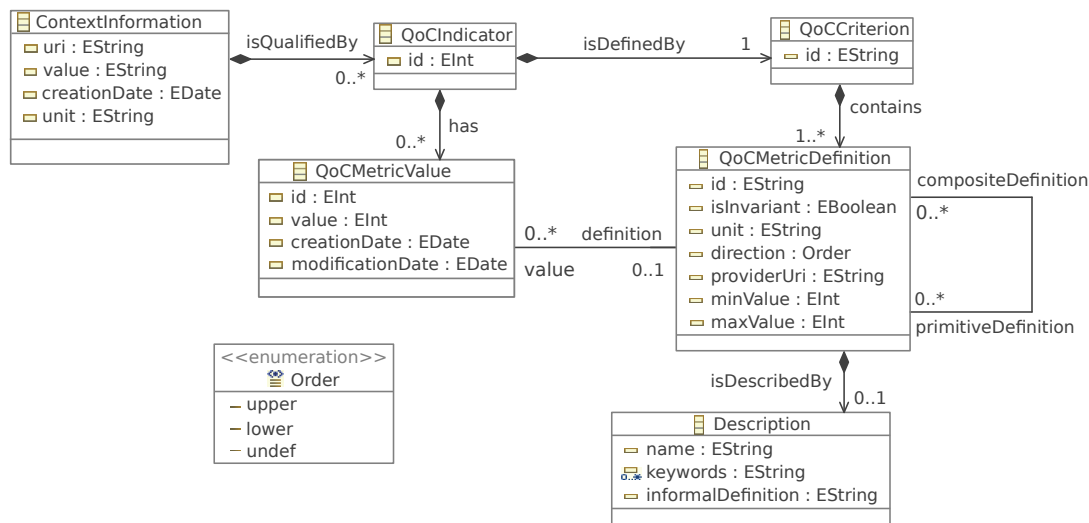 ContextInformation
uri : EString
value : EString
creationDate : EDate
unit : EString
isQualifiedBy
0..*
QoCIndicator
id : EInt
isDefinedBy
1
QoCCriterion
id : EString
has
0..*
contains
1..*
QoCMetricValue
id : EInt
value : EInt
creationDate : EDate
modificationDate : EDate
0..*
definition
value
0..1
QoCMetricDefinition
id : EString
isInvariant : EBoolean
unit : EString
direction : Order
providerUri : EString
minValue : EInt
maxValue : EInt
compositeDefinition
0..*
0..*
primitiveDefinition
<<enumeration>>
Order
upper
lower
undef
isDescribedBy
0..1
Description
name : EString
0..*
keywords : EString
informalDefinition : EString